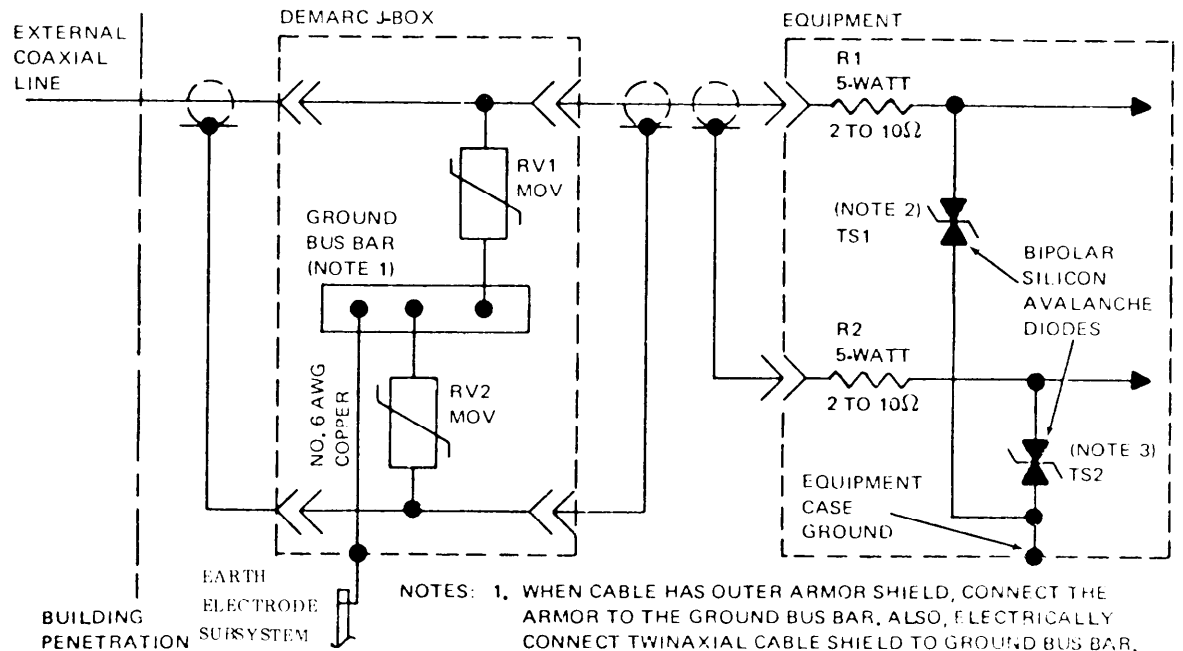 EXTERNAL
COAXIAL
LINE
DEMARC J-BOX
EQUIPMENT
R1
5-WATT
2 TO 10Ω
RV1
MOV
GROUND
BUS BAR
(NOTE 1)
(NOTE 2)
TS1
BIPOLAR
SILICON
AVALANCHE
DIODES
R2
5-WATT
2 TO 10Ω
RV2
MOV
NO. 6 AWG
COPPER
(NOTE 3)
TS2
EQUIPMENT
CASE
GROUND
EARTH
ELECTRODE
SUBSYSTEM
BUILDING
PENETRATION
NOTES: 1. WHEN CABLE HAS OUTER ARMOR SHIELD, CONNECT THE
ARMOR TO THE GROUND BUS BAR. ALSO, ELECTRICALLY
CONNECT TWINAXIAL CABLE SHIELD TO GROUND BUS BAR.